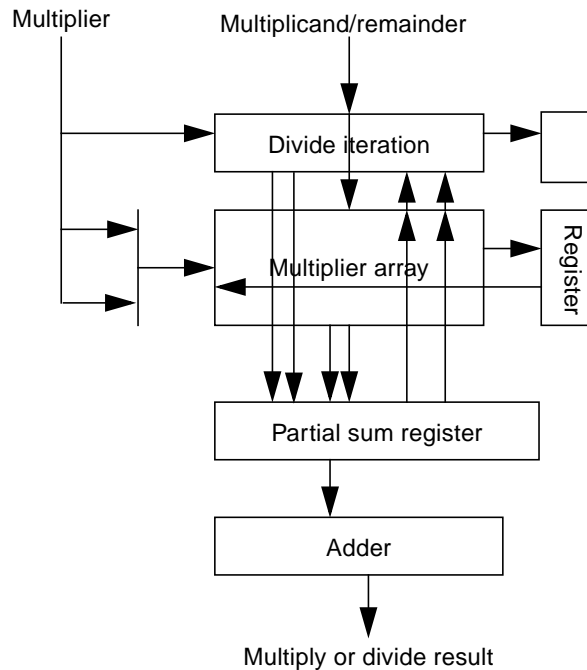 Multiplier
Multiplicand/remainder
Divide iteration
Multiplier array
Register
Partial sum register
Adder
Multiply or divide result